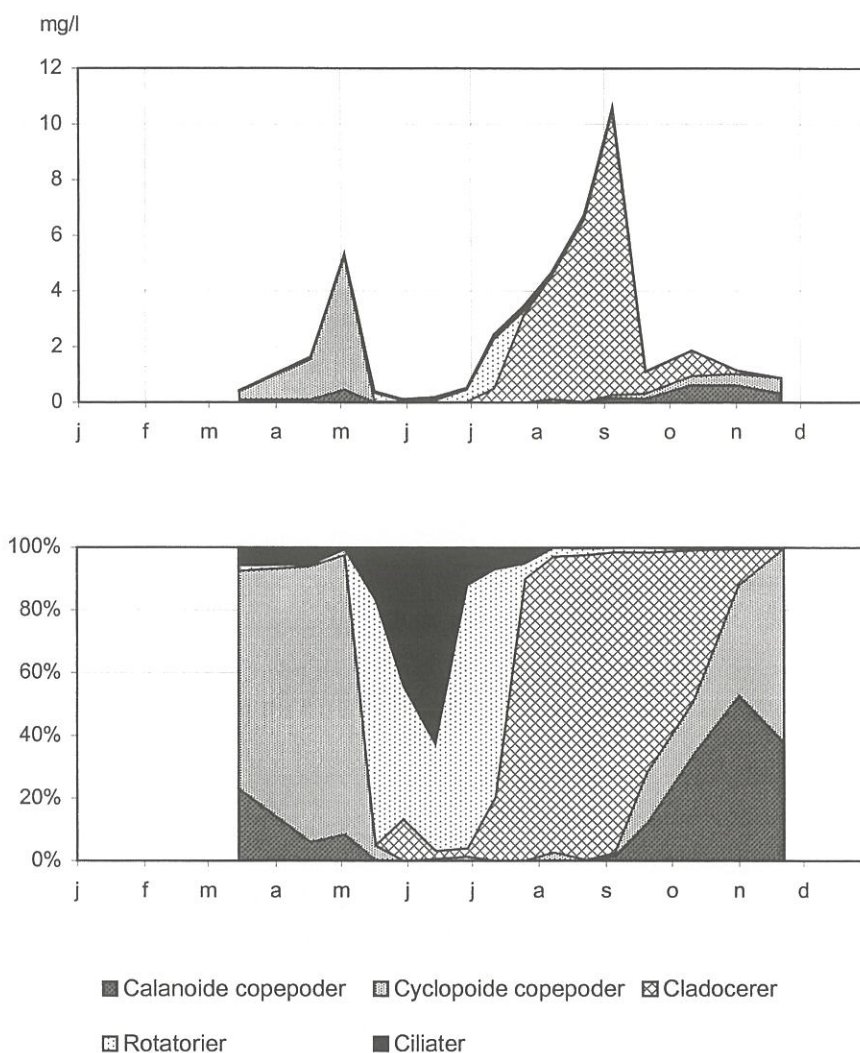 mg/l
12
10
8
6
4
2
0
j f m a m j j a s o n d
100%
80%
60%
40%
20%
0%
j f m a m j j a s o n d
Calanoide copepoder Cyclopoide copepoder Cladocerer
Rotatorier Ciliater